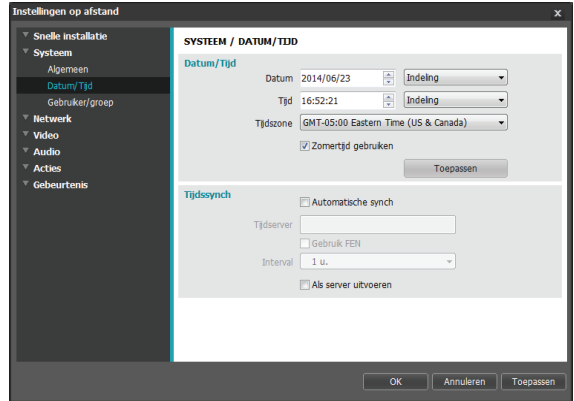 Instellingen op afstand
x
Snelle installatie
Systeem
Algemeen
Datum/Tijd
Gebruiker/groep
Netwerk
Video
Audio
Acties
Gebeurtenis
SYSTEEM / DATUM/TIJD
Datum/Tijd
Datum 2014/06/23 Indeling
Tijd 16:52:21 Indeling
Tijdszone GMT-05:00 Eastern Time (US & Canada)
Zomertijd gebruiken
Toepassen
Tijdssynch
Automatische synch
Tijdserver
Gebruik FEN
Interval 1 u.
Als server uitvoeren
OK Annuleren Toepassen